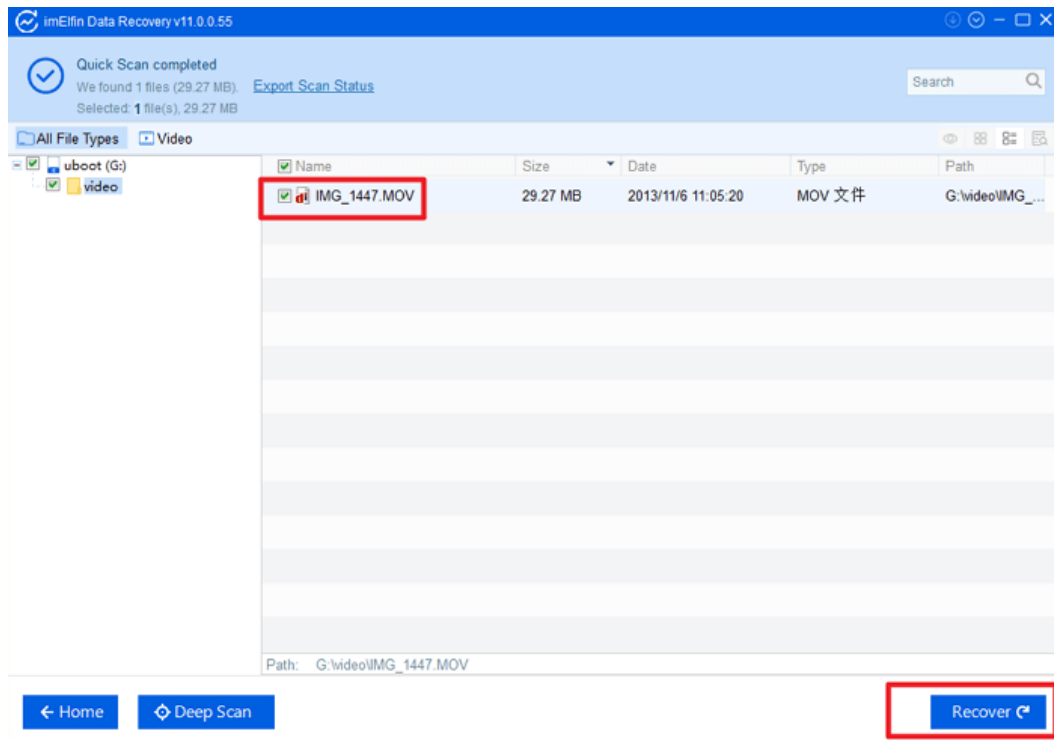 imElfin Data Recovery v11.0.0.55
Quick Scan completed
We found 1 files (29.27 MB).
Export Scan Status
Selected: 1 file(s), 29.27 MB
Search
All File Types
Video
uboot (G:)
video
Name
Size
Date
Type
Path
IMG_1447.MOV
29.27 MB
2013/11/6 11:05:20
MOV 文件
G:\video\IMG_...
Path: G:\video\IMG_1447.MOV
Home
Deep Scan
Recover